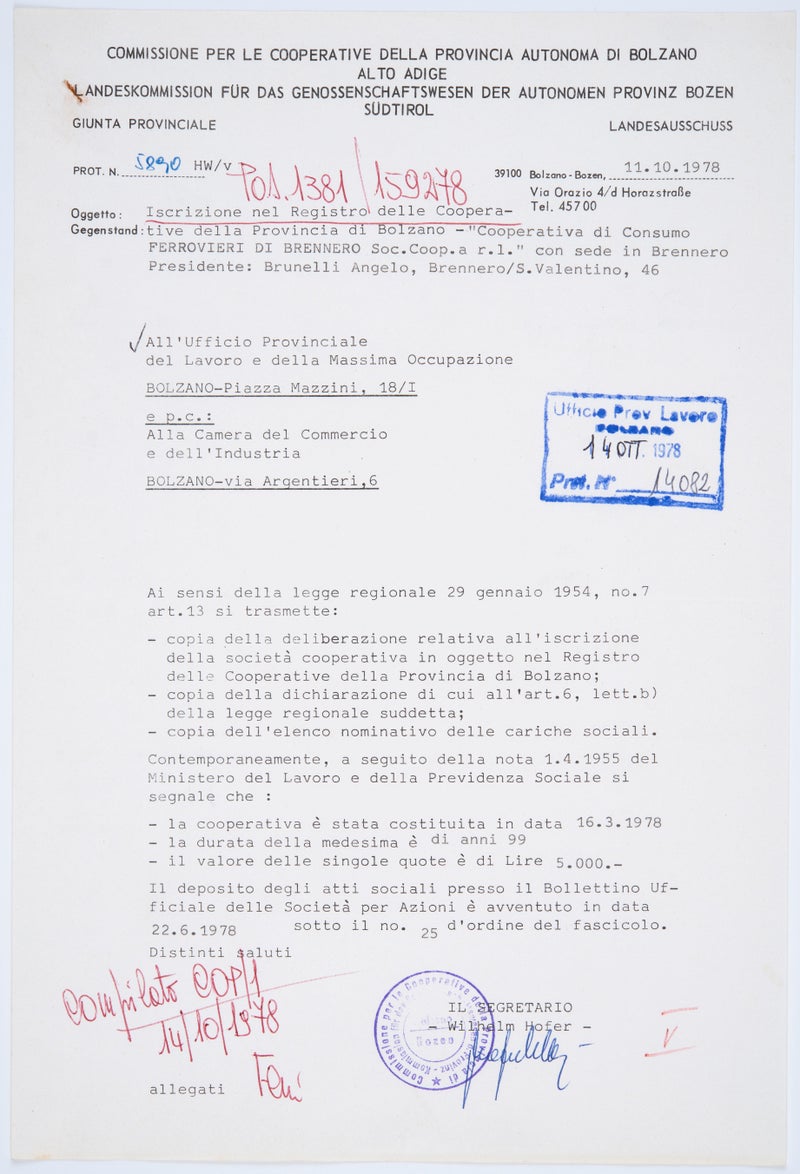 COMMISSIONE PER LE COOPERATIVE DELLA PROVINCIA AUTONOMA DI BOLZANO
ALTO ADIGE
LANDESKOMMISSION FÜR DAS GENOSSENSCHAFTSWESEN DER AUTONOMEN PROVINZ BOZEN
SÜDTIROL
GIUNTA PROVINCIALE LANDESAUSSCHUSS
PROT. N. 5890 HW/v
Pos. 1381/159278
39100 Bolzano - Bozen, 11.10.1978
Via Orazio 4/d Horazstraße
Tel. 45700
Oggetto: Iscrizione nel Registro delle Coopera-
Gegenstand: tive della Provincia di Bolzano -"Cooperativa di Consumo
FERROVIERI DI BRENNERO Soc.Coop.a r.l." con sede in Brennero
Presidente: Brunelli Angelo, Brennero/S.Valentino, 46
All'Ufficio Provinciale
del Lavoro e della Massima Occupazione
BOLZANO-Piazza Mazzini, 18/I
e p.c.:
Alla Camera del Commercio
e dell'Industria
BOLZANO-via Argentieri,6
Ufficio Prov Lavoro
BOLZANO
14 OTT. 1978
Prot. N° 14082
Ai sensi della legge regionale 29 gennaio 1954, no.7
art.13 si trasmette:
- copia della deliberazione relativa all'iscrizione
della società cooperativa in oggetto nel Registro
delle Cooperative della Provincia di Bolzano;
- copia della dichiarazione di cui all'art.6, lett.b)
della legge regionale suddetta;
- copia dell'elenco nominativo delle cariche sociali.
Contemporaneamente, a seguito della nota 1.4.1955 del
Ministero del Lavoro e della Previdenza Sociale si
segnale che :
- la cooperativa è stata costituita in data 16.3.1978
- la durata della medesima è di anni 99
- il valore delle singole quote è di Lire 5.000.-
Il deposito degli atti sociali presso il Bollettino Uf-
ficiale delle Società per Azioni è avventuto in data
22.6.1978 sotto il no. 25 d'ordine del fascicolo.
Distinti saluti
compilato COP/1
14/10/1978
IL SEGRETARIO
- Wilhelm Hofer -
Bozen
V
allegati